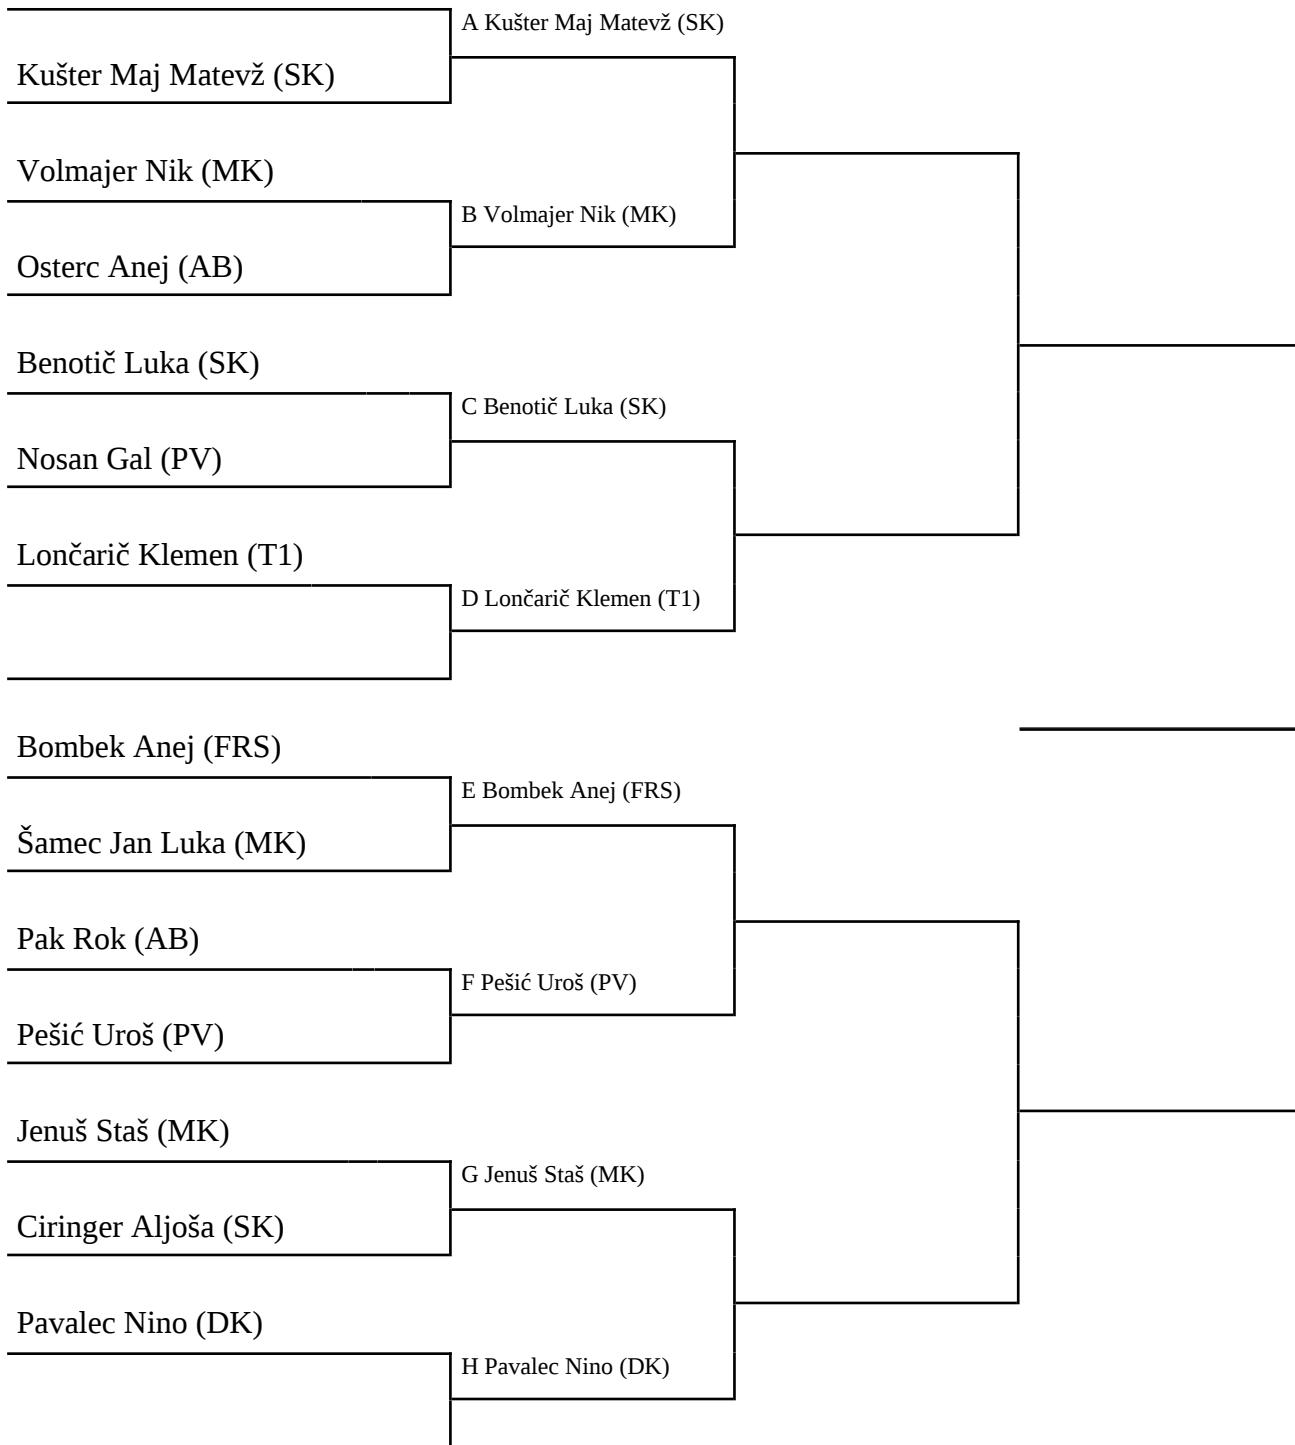 A Kušter Maj Matevž (SK)
Kušter Maj Matevž (SK)
Volmajer Nik (MK)
B Volmajer Nik (MK)
Osterc Anej (AB)
Benotič Luka (SK)
C Benotič Luka (SK)
Nosan Gal (PV)
Lončarič Klemen (T1)
D Lončarič Klemen (T1)
Bombek Anej (FRS)
E Bombek Anej (FRS)
Šamec Jan Luka (MK)
Pak Rok (AB)
F Pešić Uroš (PV)
Pešić Uroš (PV)
Jenuš Staš (MK)
G Jenuš Staš (MK)
Ciringer Aljoša (SK)
Pavalec Nino (DK)
H Pavalec Nino (DK)